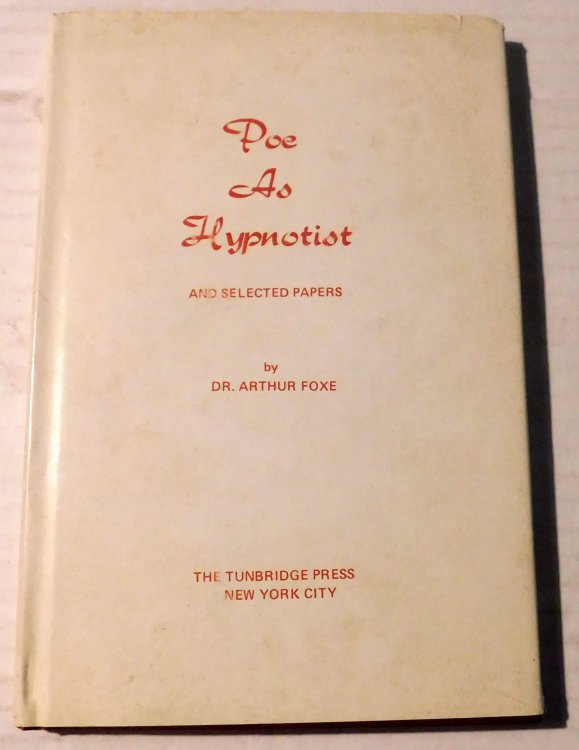 Poe
As
Hypnotist
AND SELECTED PAPERS
by
DR. ARTHUR FOXE
THE TUNBRIDGE PRESS
NEW YORK CITY